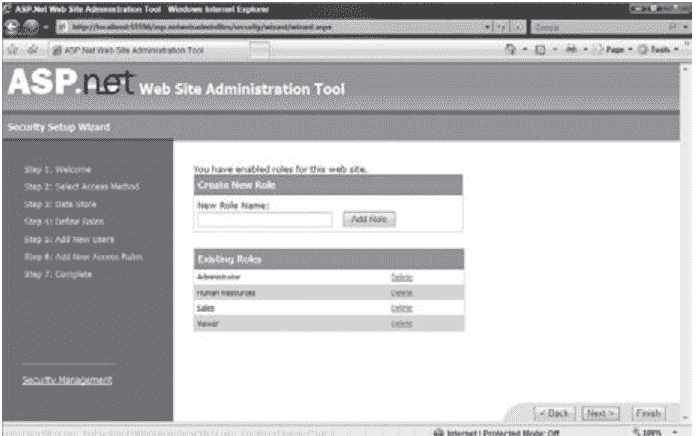 ASP.Net Web Site Administration Tool Windows Internet Explorer
Google
ASP.Net Web Site Administration Tool
Page
Tools
ASP.net Web Site Administration Tool
Security Setup Wizard
Step 1: Welcome
Step 2: Select Access Method
Step 3: Data Store
Step 4: Define Roles
Step 5: Add New Users
Step 6: Add New Access Rules
Step 7: Complete
Security Management
You have enabled roles for this web site.
Create New Role
New Role Name:
Add Role
Existing Roles
Administrator Delete
Human Resources Delete
Sales Delete
Viewer Delete
< Back Next > Finish
Internet | Protected Mode: Off
100%